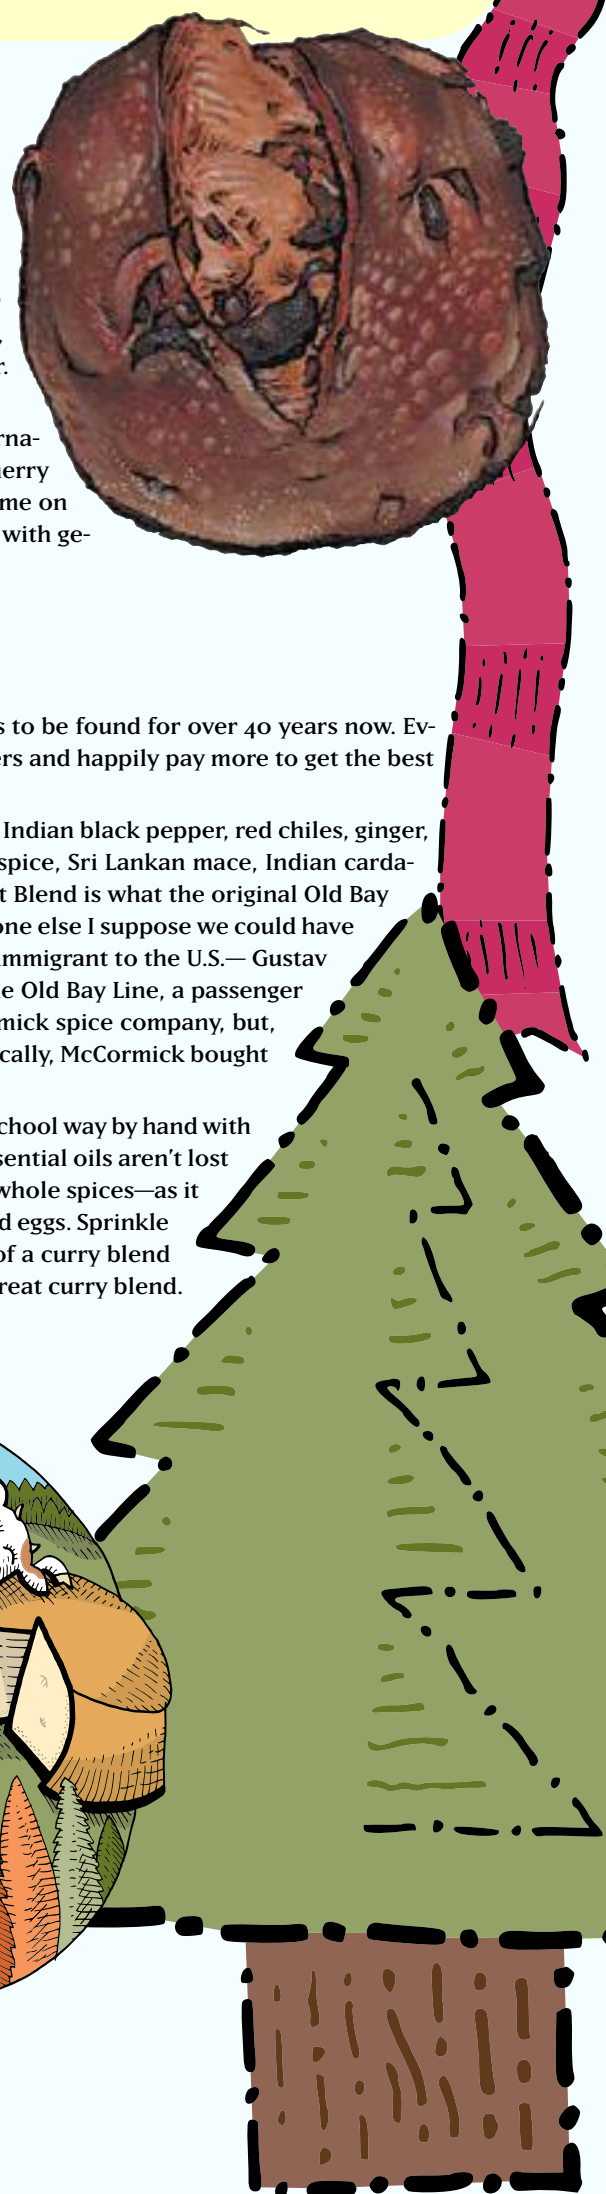 r.
rna-
erry
me on
with ge-
s to be found for over 40 years now. Ev-
ers and happily pay more to get the best
Indian black pepper, red chiles, ginger,
spice, Sri Lankan mace, Indian carda-
t Blend is what the original Old Bay
one else I suppose we could have
immigrant to the U.S.— Gustav
e Old Bay Line, a passenger
mick spice company, but,
cally, McCormick bought
chool way by hand with
sential oils aren’t lost
whole spices—as it
d eggs. Sprinkle
of a curry blend
reat curry blend.